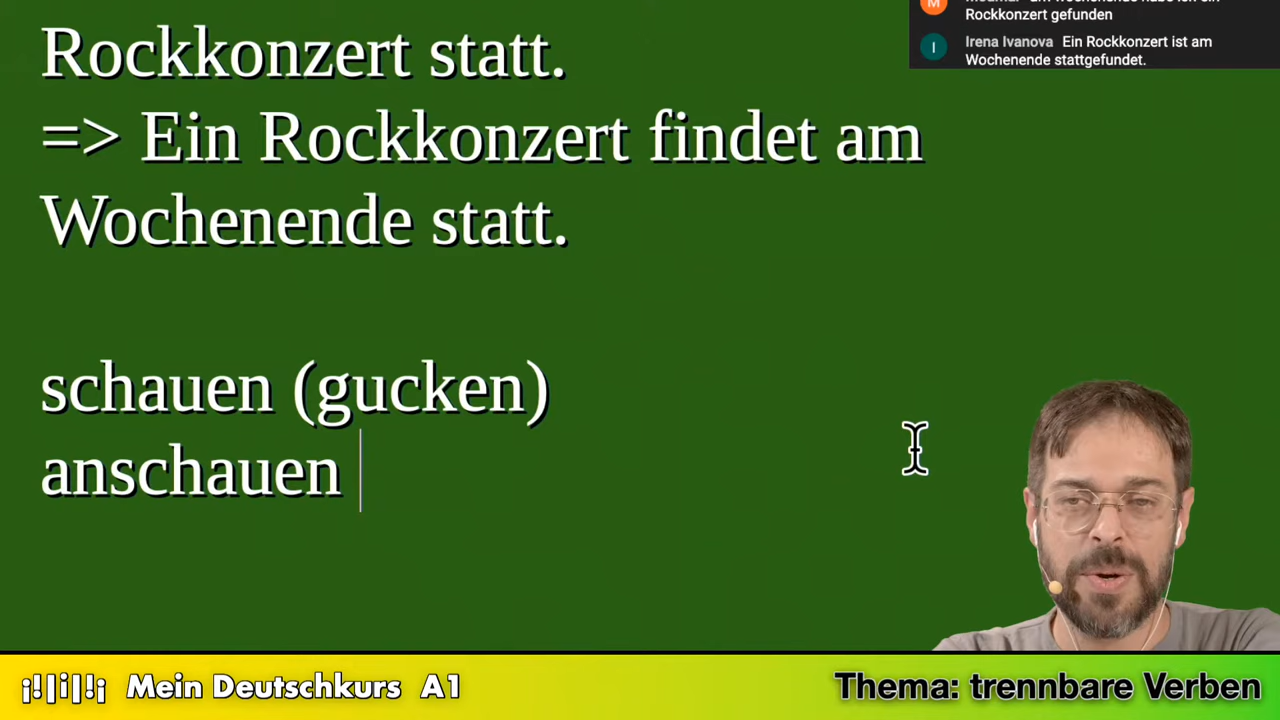 Rockkonzert statt.
=> Ein Rockkonzert findet am
Wochenende statt.
schauen (gucken)
anschauen
Rockkonzert gefunden
Irena Ivanova Ein Rockkonzert ist am
Wochenende stattgefundet.
Mein Deutschkurs A1
Thema: trennbare Verben